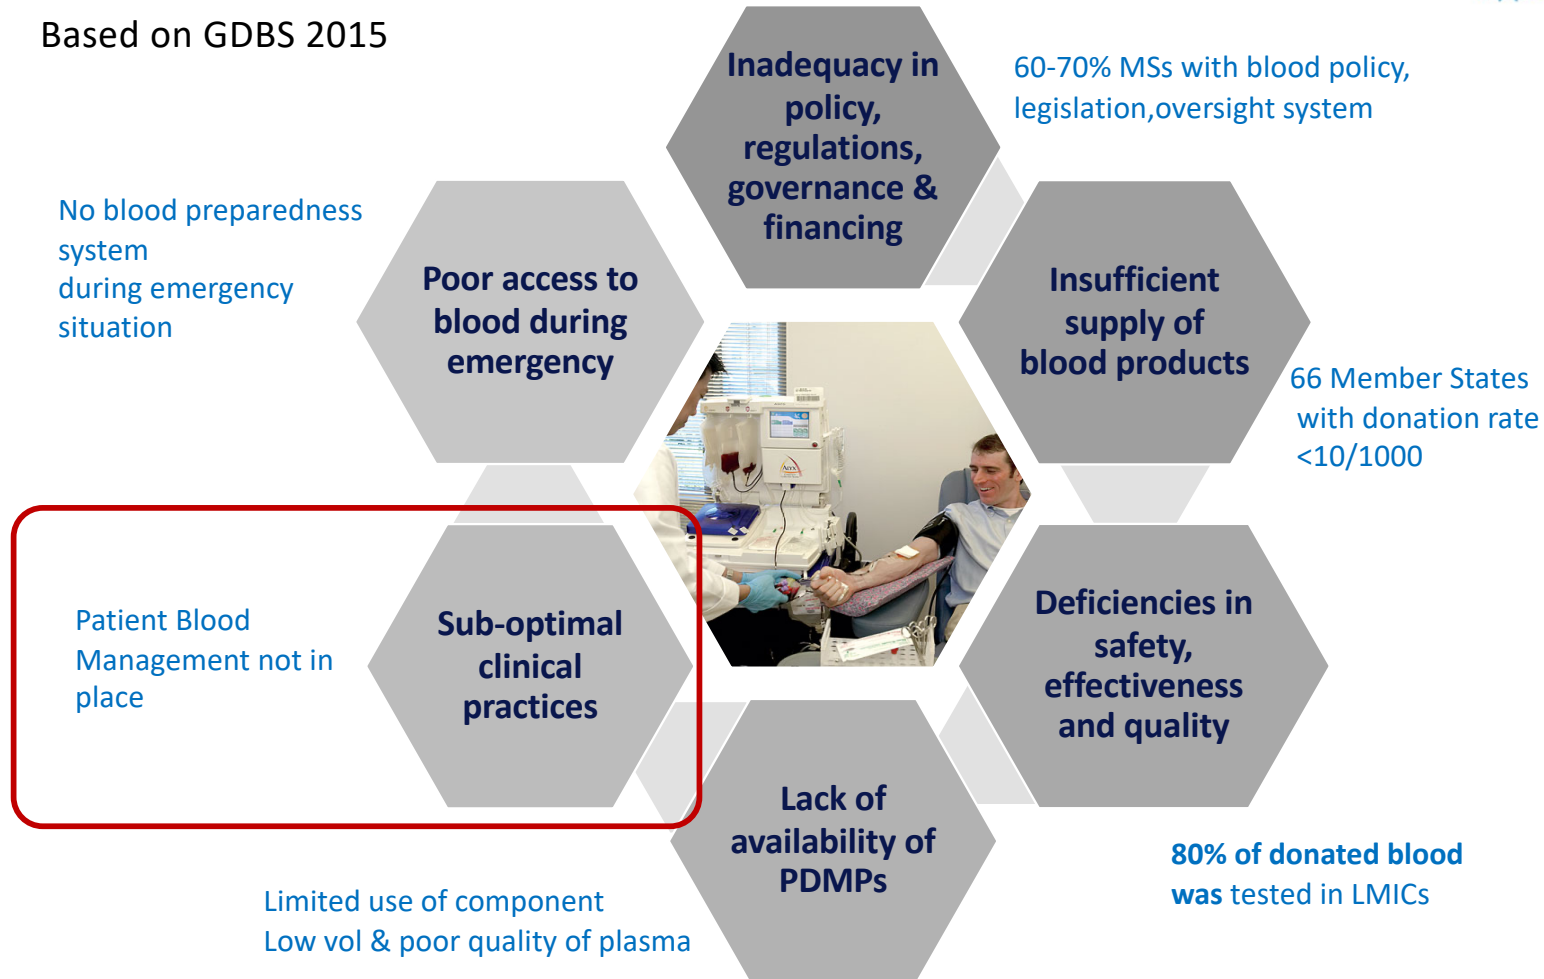 Based on GDBS 2015
Inadequacy in
policy,
regulations,
governance &
financing
60-70% MSs with blood policy,
legislation,oversight system
Insufficient
supply of
blood products
66 Member States
with donation rate
<10/1000
Deficiencies in
safety,
effectiveness
and quality
80% of donated blood
was tested in LMICs
Lack of
availability of
PDMPs
Limited use of component
Low vol & poor quality of plasma
Sub-optimal
clinical
practices
Patient Blood
Management not in
place
Poor access to
blood during
emergency
No blood preparedness
system
during emergency
situation
ALYX